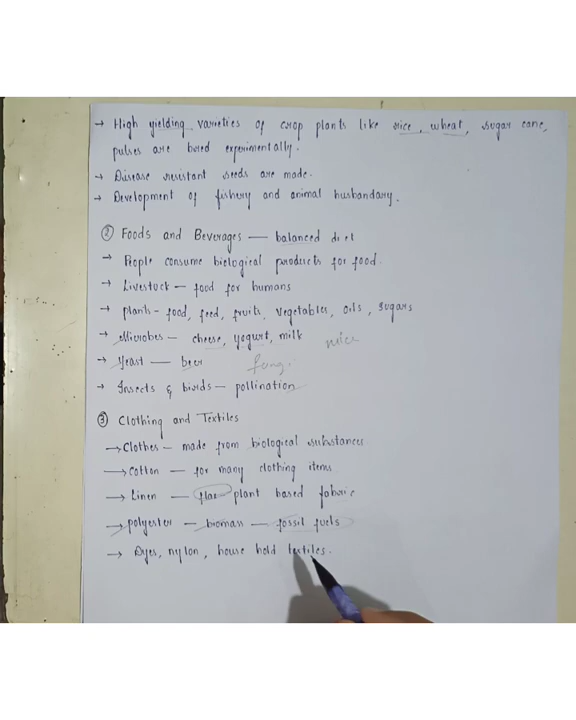 → High yielding varieties of crop plants like rice, wheat, sugar cane,
pulses are bred experimentally.
→ Disease resistant seeds are made.
→ Development of fishery and animal husbandary.
② Foods and Beverages — balanced diet
→ People consume biological products for food.
→ Livestock — food for humans
→ plants - food, feed, fruits, vegetables, oils, sugars
→ Microbes - cheese, yogurt, milk
→ Yeast — beer fungi
→ Insects & birds — pollination
③ Clothing and Textiles
→ Clothes — made from biological substances
→ Cotton — for many clothing items
→ Linen — flax plant based fabric
→ polyester — biomass — fossil fuels
→ Dyes, nylon, house hold textiles.